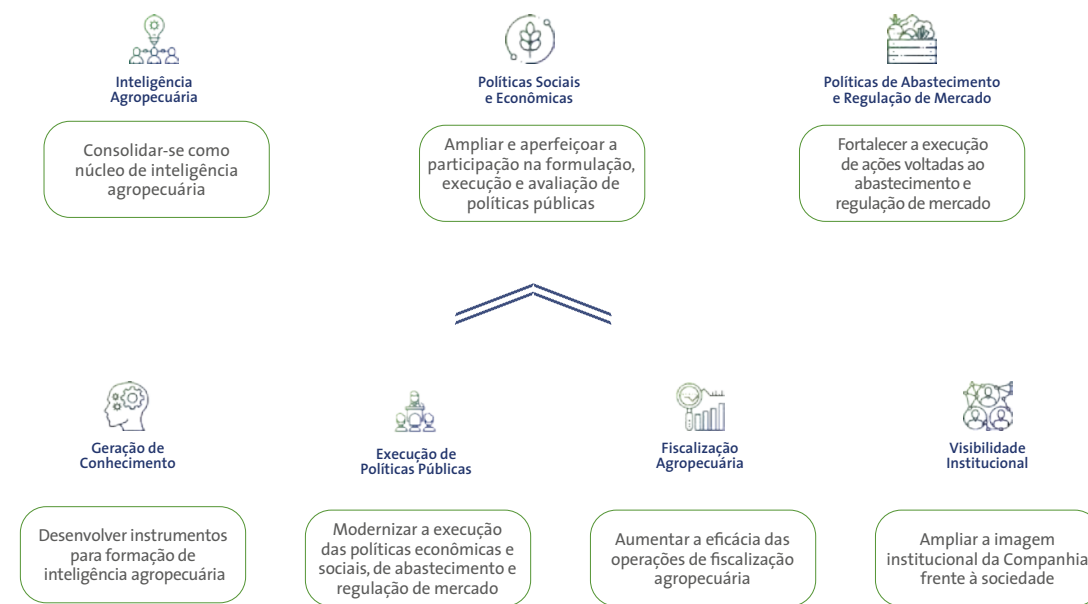 Inteligência
Agropecuária
Consolidar-se como
núcleo de inteligência
agropecuária
Políticas Sociais
e Econômicas
Ampliar e aperfeiçoar a
participação na formulação,
execução e avaliação de
políticas públicas
Políticas de Abastecimento
e Regulação de Mercado
Fortalecer a execução
de ações voltadas ao
abastecimento e
regulação de mercado
Geração de
Conhecimento
Desenvolver instrumentos
para formação de
inteligência agropecuária
Execução de
Políticas Públicas
Modernizar a execução
das políticas econômicas e
sociais, de abastecimento e
regulação de mercado
Fiscalização
Agropecuária
Aumentar a eficácia das
operações de fiscalização
agropecuária
Visibilidade
Institucional
Ampliar a imagem
institucional da Companhia
frente à sociedade